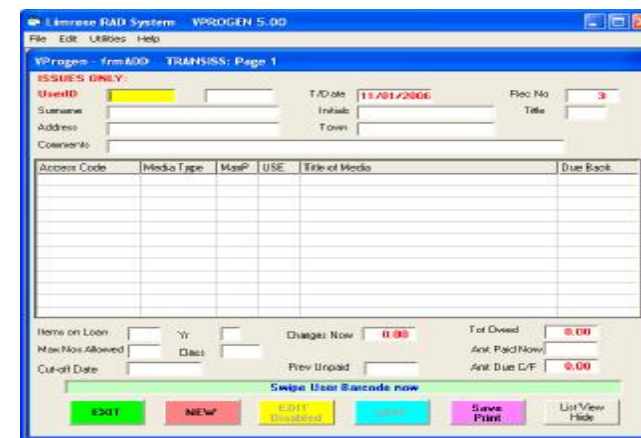 Limrose RAD System VPROGEN 5.00
File Edit Utilities Help
VProgen - frmADD TRANSISS: Page 1
ISSUES ONLY:
UserID T/Date 11/01/2006 Rec No 3
Surname Initials Title
Address Town
Comments
Access Code Media Type MaxP USE Title of Media Due Back
Items on Loan Yr Charges Now 0.00 Tot Owed 0.00
Max Nos Allowed Class Amt Paid Now
Cut-off Date Prev Unpaid Amt Due C/F 0.00
Swipe User Barcode now
EXIT NEW EDIT Disabled Save Print List View Hide